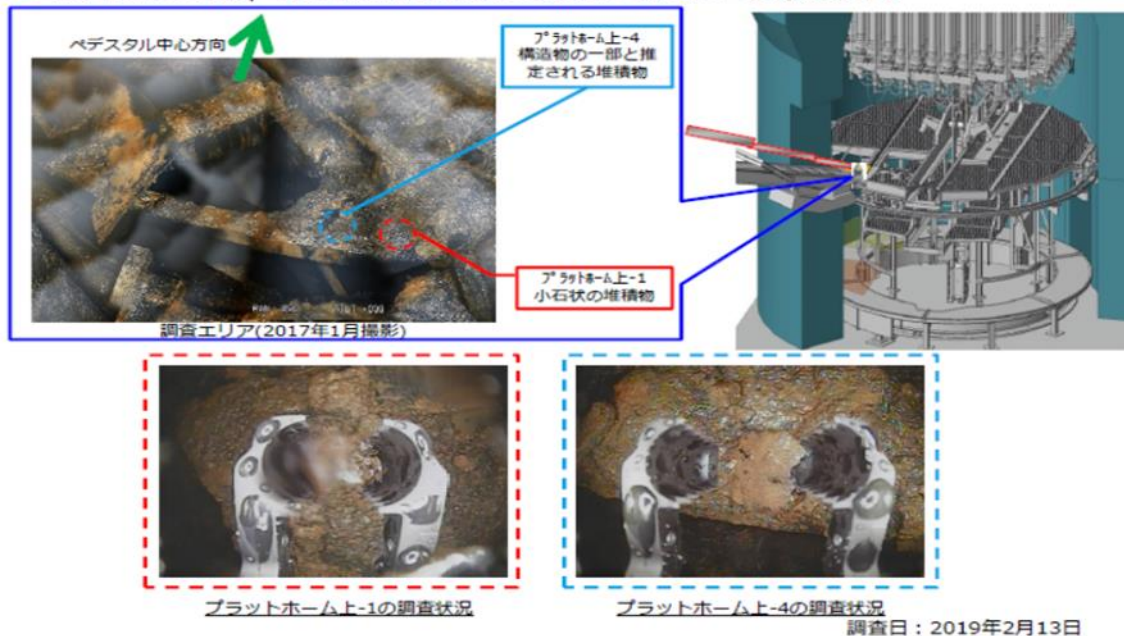 ペデスタル中心方向
プラットホーム上-4
構造物の一部と推
定される堆積物
プラットホーム上-1
小石状の堆積物
調査エリア(2017年1月撮影)
プラットホーム上-1の調査状況
プラットホーム上-4の調査状況
調査日：2019年2月13日